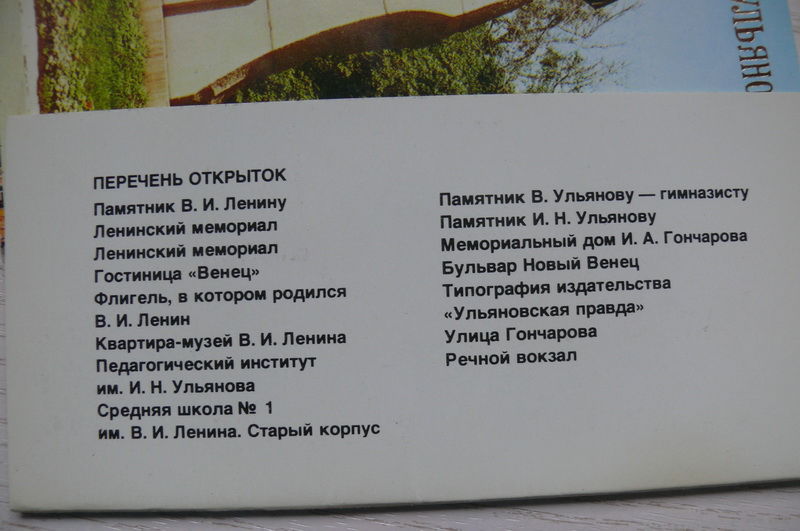 УЛЬЯНО
ПЕРЕЧЕНЬ ОТКРЫТОК
Памятник В. И. Ленину
Ленинский мемориал
Ленинский мемориал
Гостиница «Венец»
Флигель, в котором родился
В. И. Ленин
Квартира-музей В. И. Ленина
Педагогический институт
им. И. Н. Ульянова
Средняя школа № 1
им. В. И. Ленина. Старый корпус
Памятник В. Ульянову — гимназисту
Памятник И. Н. Ульянову
Мемориальный дом И. А. Гончарова
Бульвар Новый Венец
Типография издательства
«Ульяновская правда»
Улица Гончарова
Речной вокзал